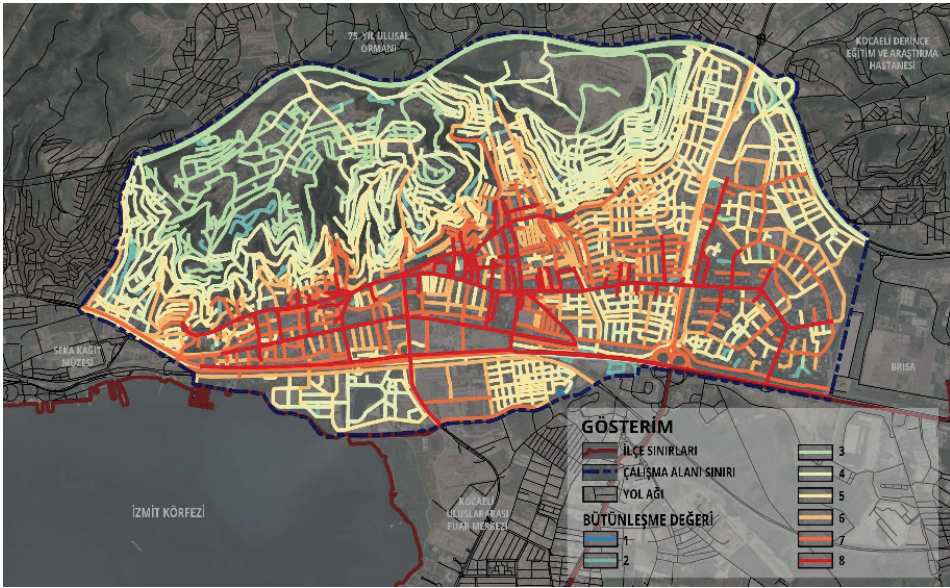 75. YIL ULUSAL
ORMANI
KOCAELİ DERİNCE
EĞİTİM VE ARAŞTIRMA
HASTANESİ
SEKA KAĞIT
MÜZESİ
BRISA
İZMİT KÖRFEZİ
KOCAELİ
ULUSLARARASI
FUAR MERKEZİ
GÖSTERİM
İLÇE SINIRLARI
ÇALIŞMA ALANI SINIRI
YOL AĞI
BÜTÜNLEŞME DEĞERİ
1
2
3
4
5
6
7
8